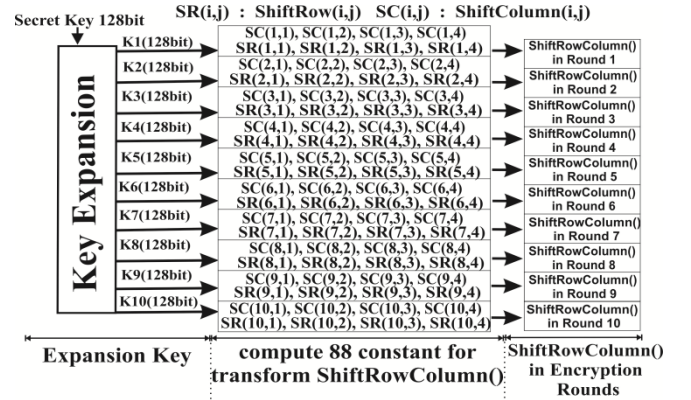 SR(i,j) : ShiftRow(i,j) SC(i,j) : ShiftColumn(i,j)
Secret Key 128bit
Key Expansion
K1(128bit)
SC(1,1), SC(1,2), SC(1,3), SC(1,4)
SR(1,1), SR(1,2), SR(1,3), SR(1,4)
ShiftRowColumn()
in Round 1
K2(128bit)
SC(2,1), SC(2,2), SC(2,3), SC(2,4)
SR(2,1), SR(2,2), SR(2,3), SR(2,4)
ShiftRowColumn()
in Round 2
K3(128bit)
SC(3,1), SC(3,2), SC(3,3), SC(3,4)
SR(3,1), SR(3,2), SR(3,3), SR(3,4)
ShiftRowColumn()
in Round 3
K4(128bit)
SC(4,1), SC(4,2), SC(4,3), SC(4,4)
SR(4,1), SR(4,2), SR(4,3), SR(4,4)
ShiftRowColumn()
in Round 4
K5(128bit)
SC(5,1), SC(5,2), SC(5,3), SC(5,4)
SR(5,1), SR(5,2), SR(5,3), SR(5,4)
ShiftRowColumn()
in Round 5
K6(128bit)
SC(6,1), SC(6,2), SC(6,3), SC(6,4)
SR(6,1), SR(6,2), SR(6,3), SR(6,4)
ShiftRowColumn()
in Round 6
K7(128bit)
SC(7,1), SC(7,2), SC(7,3), SC(7,4)
SR(7,1), SR(7,2), SR(7,3), SR(7,4)
ShiftRowColumn()
in Round 7
K8(128bit)
SC(8,1), SC(8,2), SC(8,3), SC(8,4)
SR(8,1), SR(8,2), SR(8,3), SR(8,4)
ShiftRowColumn()
in Round 8
K9(128bit)
SC(9,1), SC(9,2), SC(9,3), SC(9,4)
SR(9,1), SR(9,2), SR(9,3), SR(9,4)
ShiftRowColumn()
in Round 9
K10(128bit)
SC(10,1), SC(10,2), SC(10,3), SC(10,4)
SR(10,1), SR(10,2), SR(10,3), SR(10,4)
ShiftRowColumn()
in Round 10
Expansion Key
compute 88 constant for
transform ShiftRowColumn()
ShiftRowColumn()
in Encryption
Rounds